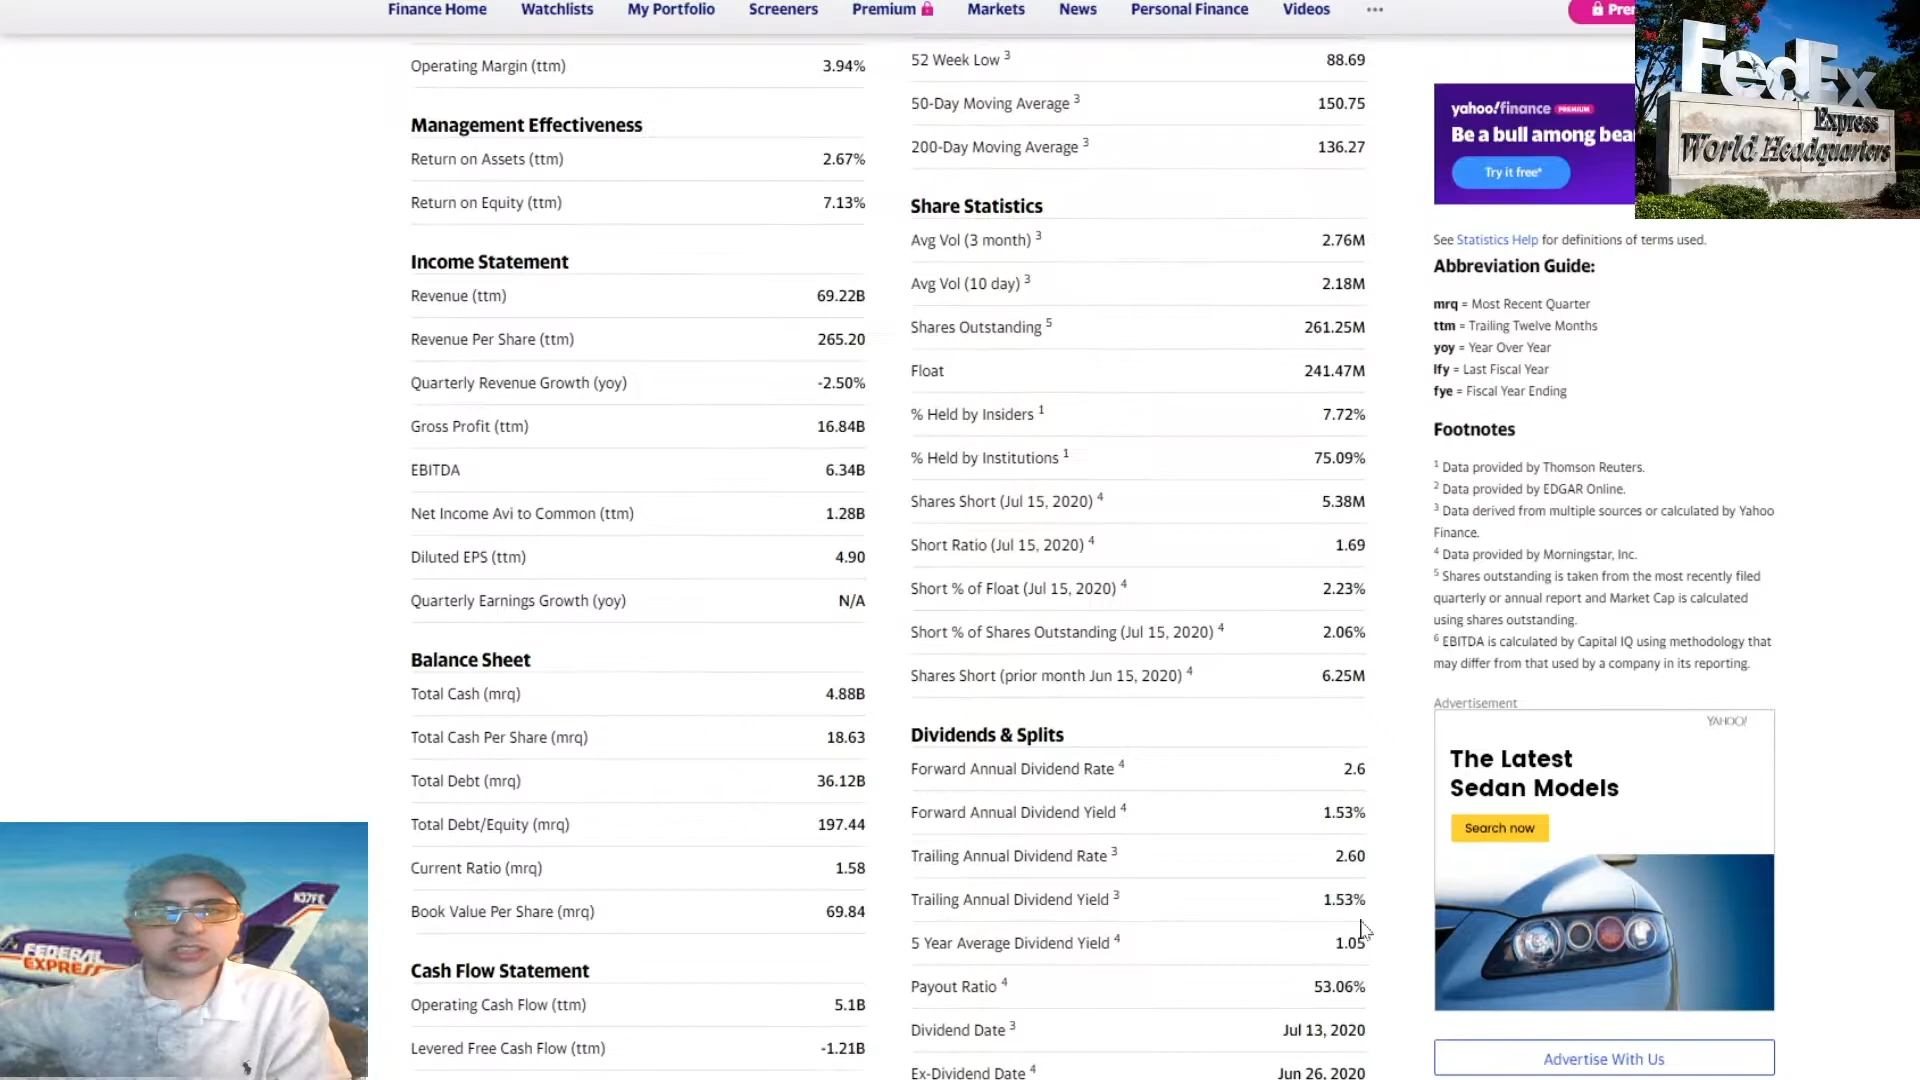 Finance Home Watchlists My Portfolio Screeners Premium Markets News Personal Finance Videos ···
Operating Margin (ttm) 3.94%
Management Effectiveness
Return on Assets (ttm) 2.67%
Return on Equity (ttm) 7.13%
Income Statement
Revenue (ttm) 69.22B
Revenue Per Share (ttm) 265.20
Quarterly Revenue Growth (yoy) -2.50%
Gross Profit (ttm) 16.84B
EBITDA 6.34B
Net Income Avi to Common (ttm) 1.28B
Diluted EPS (ttm) 4.90
Quarterly Earnings Growth (yoy) N/A
Balance Sheet
Total Cash (mrq) 4.88B
Total Cash Per Share (mrq) 18.63
Total Debt (mrq) 36.12B
Total Debt/Equity (mrq) 197.44
Current Ratio (mrq) 1.58
Book Value Per Share (mrq) 69.84
Cash Flow Statement
Operating Cash Flow (ttm) 5.1B
Levered Free Cash Flow (ttm) -1.21B
52 Week Low 3 88.69
50-Day Moving Average 3 150.75
200-Day Moving Average 3 136.27
Share Statistics
Avg Vol (3 month) 3 2.76M
Avg Vol (10 day) 3 2.18M
Shares Outstanding 5 261.25M
Float 241.47M
% Held by Insiders 1 7.72%
% Held by Institutions 1 75.09%
Shares Short (Jul 15, 2020) 4 5.38M
Short Ratio (Jul 15, 2020) 4 1.69
Short % of Float (Jul 15, 2020) 4 2.23%
Short % of Shares Outstanding (Jul 15, 2020) 4 2.06%
Shares Short (prior month Jun 15, 2020) 4 6.25M
Dividends & Splits
Forward Annual Dividend Rate 4 2.6
Forward Annual Dividend Yield 4 1.53%
Trailing Annual Dividend Rate 3 2.60
Trailing Annual Dividend Yield 3 1.53%
5 Year Average Dividend Yield 4 1.05
Payout Ratio 4 53.06%
Dividend Date 3 Jul 13, 2020
Ex-Dividend Date 4 Jun 26, 2020
yahoo!finance PREMIUM
Be a bull among bea
Try it free*
FedEx
Express
World Headquarters
See Statistics Help for definitions of terms used.
Abbreviation Guide:
mrq = Most Recent Quarter
ttm = Trailing Twelve Months
yoy = Year Over Year
lfy = Last Fiscal Year
fye = Fiscal Year Ending
Footnotes
1 Data provided by Thomson Reuters.
2 Data provided by EDGAR Online.
3 Data derived from multiple sources or calculated by Yahoo
Finance.
4 Data provided by Morningstar, Inc.
5 Shares outstanding is taken from the most recently filed
quarterly or annual report and Market Cap is calculated
using shares outstanding.
6 EBITDA is calculated by Capital IQ using methodology that
may differ from that used by a company in its reporting.
Advertisement
YAHOO!
The Latest
Sedan Models
Search now
Advertise With Us
FEDERAL
EXPRESS